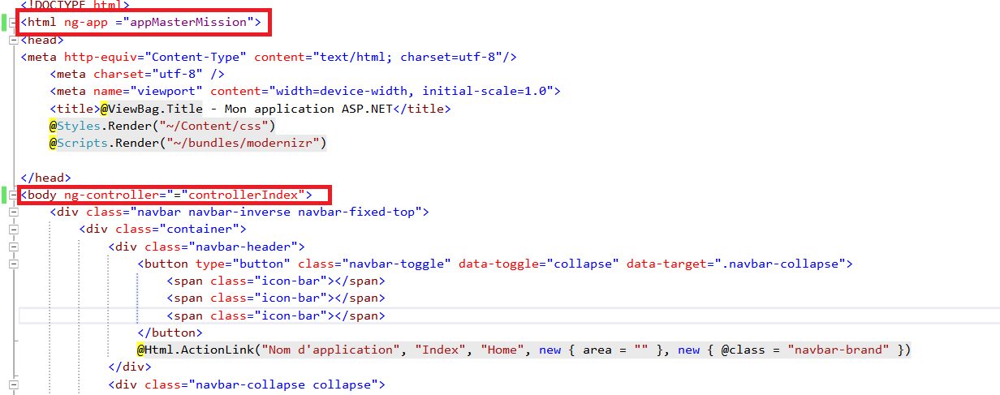 <!DOCTYPE html>
<html ng-app ="appMasterMission">
<head>
<meta http-equiv="Content-Type" content="text/html; charset=utf-8"/>
    <meta charset="utf-8" />
    <meta name="viewport" content="width=device-width, initial-scale=1.0">
    <title>@ViewBag.Title - Mon application ASP.NET</title>
    @Styles.Render("~/Content/css")
    @Scripts.Render("~/bundles/modernizr")
</head>
<body ng-controller="="controllerIndex">
    <div class="navbar navbar-inverse navbar-fixed-top">
        <div class="container">
            <div class="navbar-header">
                <button type="button" class="navbar-toggle" data-toggle="collapse" data-target=".navbar-collapse">
                    <span class="icon-bar"></span>
                    <span class="icon-bar"></span>
                    <span class="icon-bar"></span>
                </button>
                @Html.ActionLink("Nom d'application", "Index", "Home", new { area = "" }, new { @class = "navbar-brand" })
            </div>
            <div class="navbar-collapse collapse">